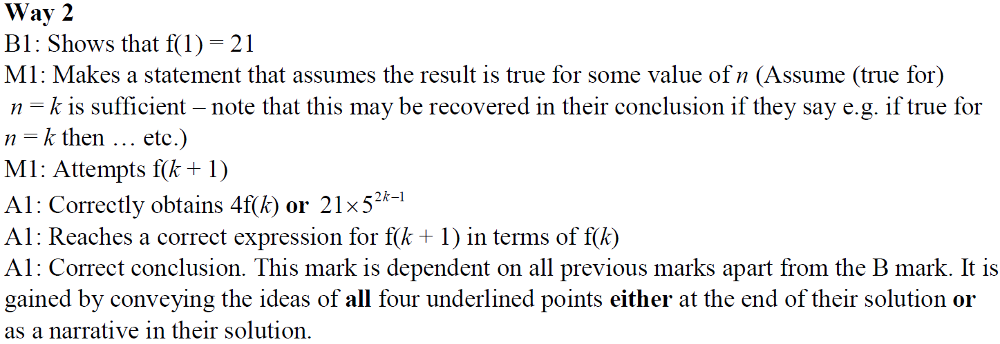 Way 2
B1: Shows that f(1) = 21
M1: Makes a statement that assumes the result is true for some value of n (Assume (true for)
n = k is sufficient – note that this may be recovered in their conclusion if they say e.g. if true for
n = k then … etc.)
M1: Attempts f(k + 1)
A1: Correctly obtains 4f(k) or 21×5^{2k−1}
A1: Reaches a correct expression for f(k + 1) in terms of f(k)
A1: Correct conclusion. This mark is dependent on all previous marks apart from the B mark. It is
gained by conveying the ideas of all four underlined points either at the end of their solution or
as a narrative in their solution.